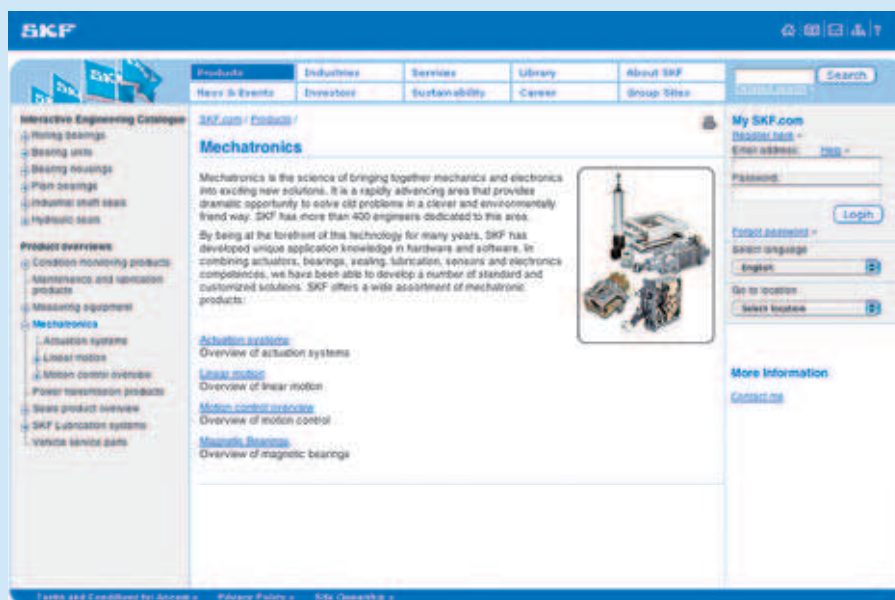 SKF
Products Industries Services Library About SKF
News & Events Investors Sustainability Career Group Sites
Search
Interactive Engineering Catalogue
Rolling bearings
Bearing units
Bearing housings
Plain bearings
Industrial shaft seals
Hydraulic seals
Product overviews
Condition monitoring products
Maintenance and lubrication
products
Measuring equipment
Mechatronics
Actuation systems
Linear motion
Motion control overview
Power transmission products
Seals product overview
SKF Lubrication systems
Vehicle service parts
SKF.com / Products /
Mechatronics
Mechatronics is the science of bringing together mechanics and electronics
into exciting new solutions. It is a rapidly advancing area that provides
dramatic opportunity to solve old problems in a clever and environmentally
friend way. SKF has more than 400 engineers dedicated to this area.
By being at the forefront of this technology for many years, SKF has
developed unique application knowledge in hardware and software. In
combining actuators, bearings, sealing, lubrication, sensors and electronics
competences, we have been able to develop a number of standard and
customized solutions. SKF offers a wide assortment of mechatronic
products:
Actuation systems
Overview of actuation systems
Linear motion
Overview of linear motion
Motion control overview
Overview of motion control
Magnetic Bearings
Overview of magnetic bearings
My SKF.com
Register here
Email address: Help
Password:
Login
Forgot password
Select language
English
Go to location
Select location
More Information
Contact me
Terms and Conditions Privacy Policy Site Ownership